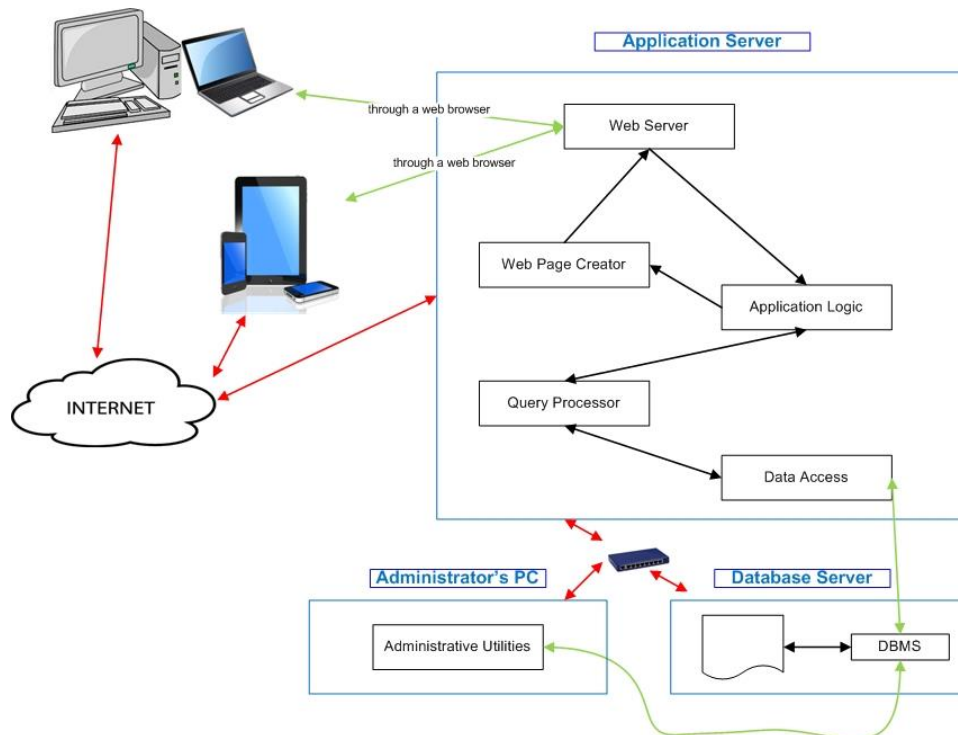 Application Server
through a web browser
Web Server
through a web browser
Web Page Creator
Application Logic
INTERNET
Query Processor
Data Access
Administrator's PC
Database Server
Administrative Utilities
DBMS